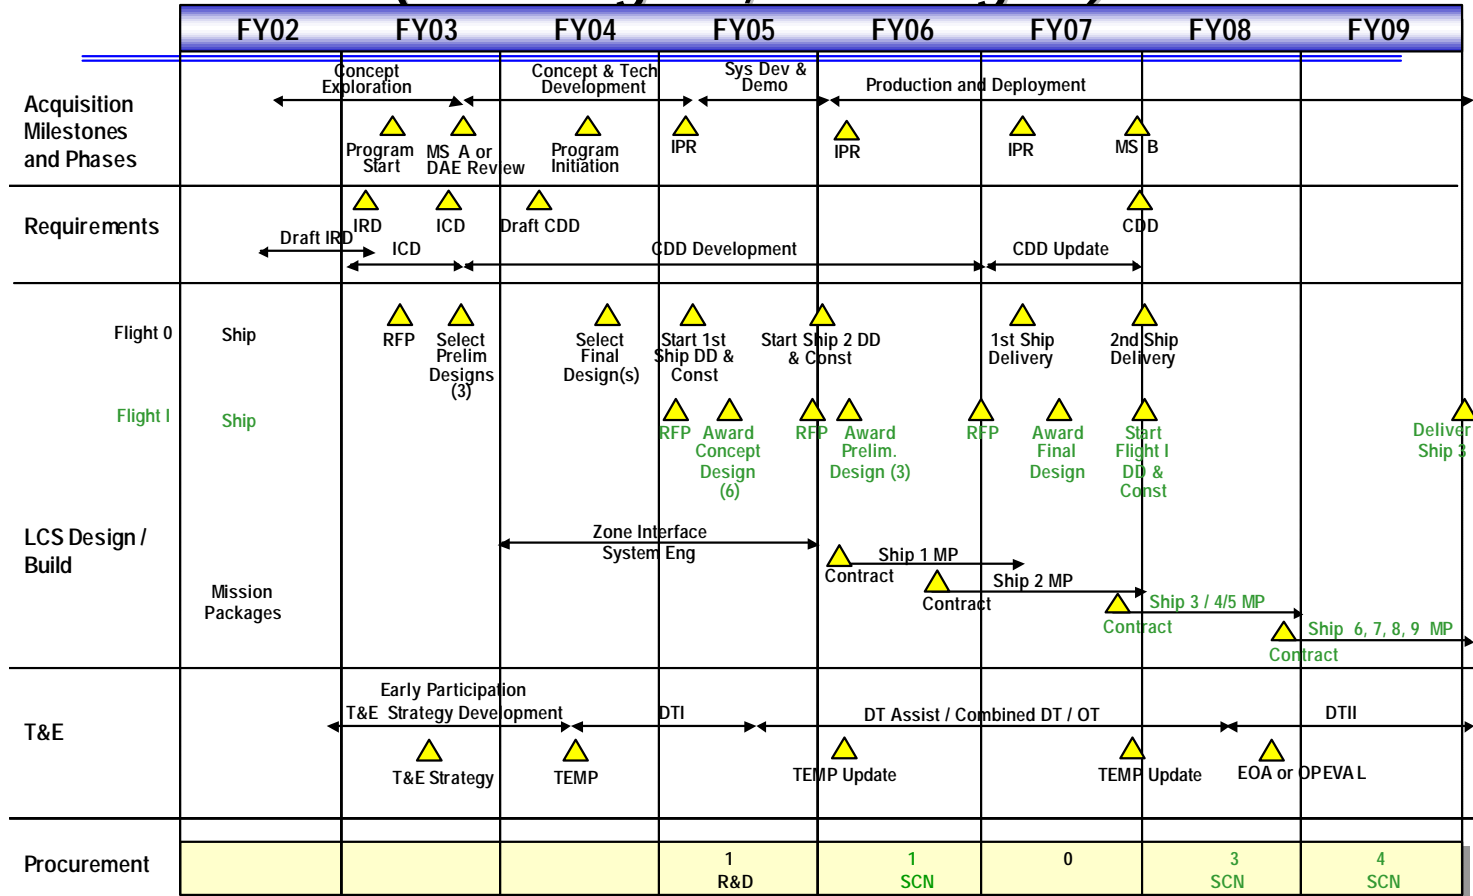 FY02 FY03 FY04 FY05 FY06 FY07 FY08 FY09
Acquisition
Milestones
and Phases
Concept
Exploration
Concept & Tech
Development
Sys Dev &
Demo
Production and Deployment
Program
Start
MS A or
DAE Review
Program
Initiation
IPR
IPR
IPR
MS B
Requirements
IRD
ICD
Draft CDD
CDD
Draft IRD
ICD
CDD Development
CDD Update
Flight 0
Ship
RFP
Select
Prelim
Designs
(3)
Select
Final
Design(s)
Start 1st
Ship DD &
Const
Start Ship 2 DD
& Const
1st Ship
Delivery
2nd Ship
Delivery
Flight I
Ship
RFP
Award
Concept
Design
(6)
RFP
Award
Prelim.
Design (3)
RFP
Award
Final
Design
Start
Flight I
DD &
Const
Deliver
Ship 3
LCS Design /
Build
Zone Interface
System Eng
Mission
Packages
Ship 1 MP
Contract
Ship 2 MP
Contract
Ship 3 / 4/5 MP
Contract
Ship 6, 7, 8, 9 MP
Contract
T&E
Early Participation
T&E Strategy Development
DTI
DT Assist / Combined DT / OT
DTII
T&E Strategy
TEMP
TEMP Update
TEMP Update
EOA or OPEVAL
Procurement
1
R&D
1
SCN
0
3
SCN
4
SCN